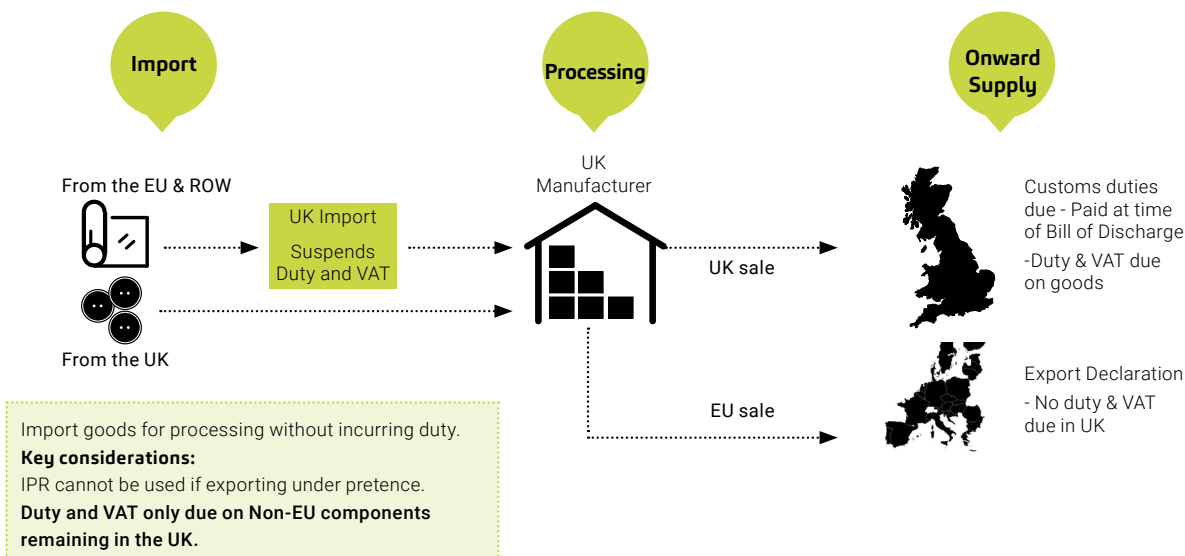 Import
Processing
Onward
Supply
From the EU & ROW
UK Import
Suspends
Duty and VAT
From the UK
UK
Manufacturer
UK sale
EU sale
Customs duties
due - Paid at time
of Bill of Discharge
-Duty & VAT due
on goods
Export Declaration
- No duty & VAT
due in UK
Import goods for processing without incurring duty.
Key considerations:
IPR cannot be used if exporting under pretence.
Duty and VAT only due on Non-EU components
remaining in the UK.